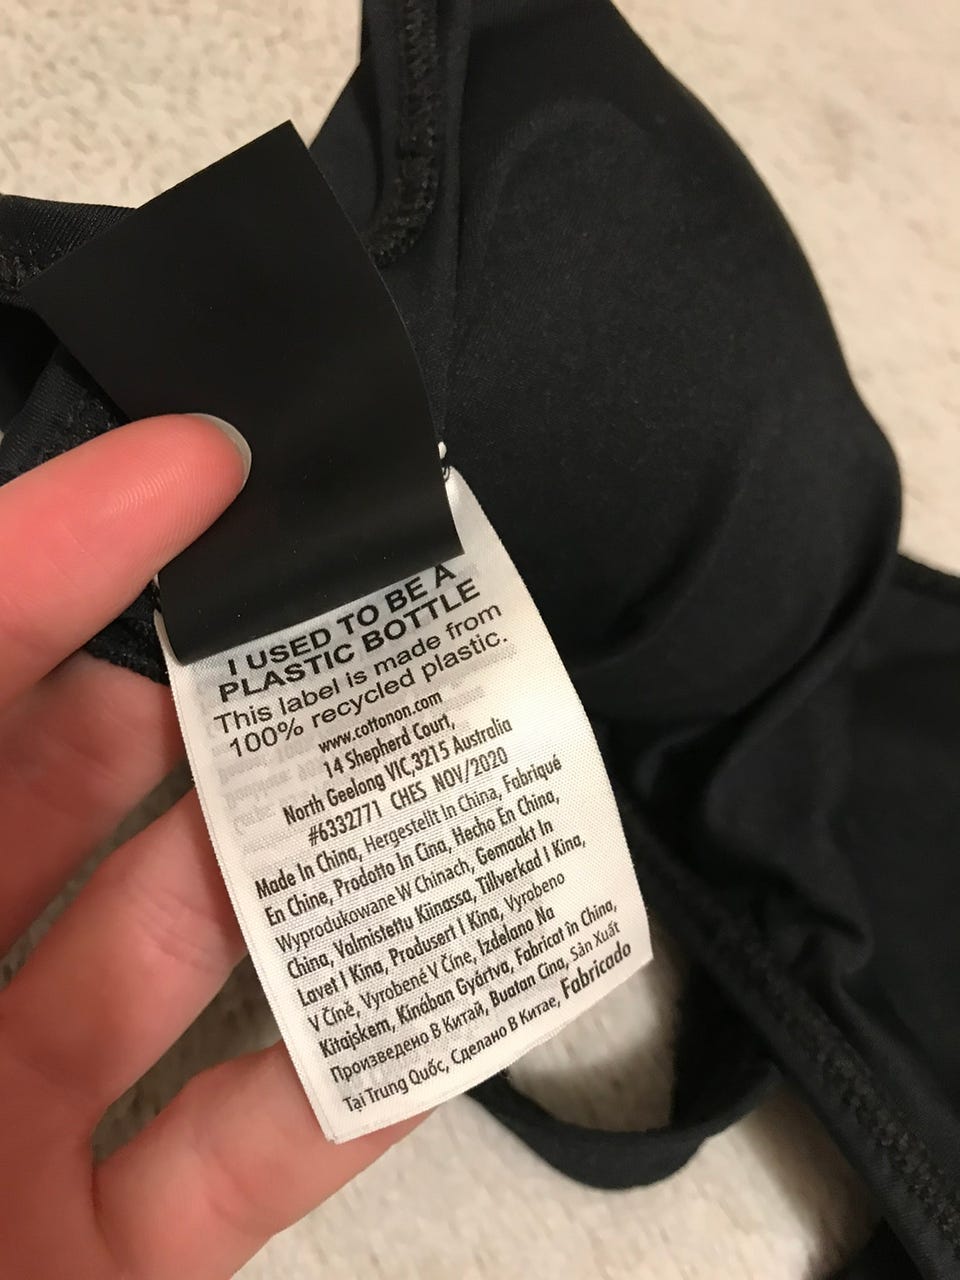 I USED TO BE A
PLASTIC BOTTLE
This label is made from
100% recycled plastic.
www.cottonon.com
14 Shepherd Court,
North Geelong VIC,3215 Australia
#6332771 CHES NOV/2020
Made In China, Hergestellt In China, Fabriqué
En Chine, Prodotto In Cina, Hecho En China,
Wyprodukowane W Chinach, Gemaakt In
China, Valmistettu Kiinassa, Tillverkad I Kina,
Lavet I Kina, Produsert I Kina, Vyrobeno
V Číně, Vyrobené V Číne, Izdelano Na
Kitajskem, Kínában Gyártva, Fabricat în China,
Произведено В Китай, Buatan Cina, Sản Xuất
Tại Trung Quốc, Сделано В Китае, Fabricado